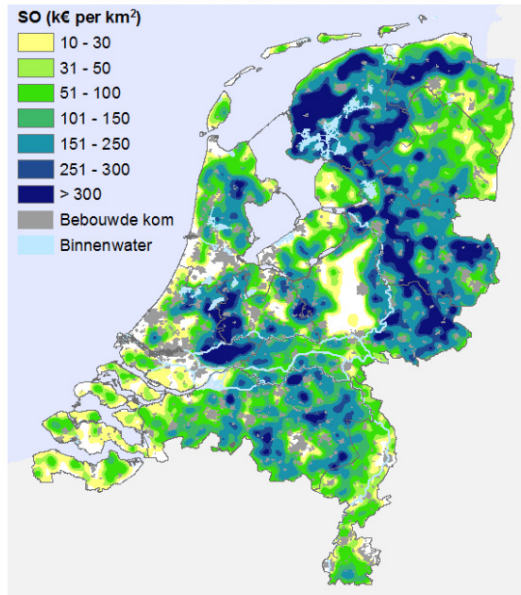 SO (k€ per km²)
10 - 30
31 - 50
51 - 100
101 - 150
151 - 250
251 - 300
> 300
Bebouwde kom
Binnenwater